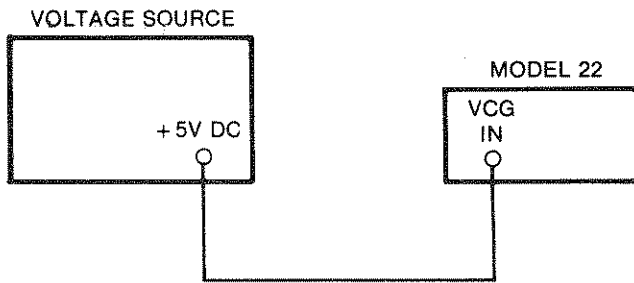 VOLTAGE SOURCE
+5V DC
MODEL 22
VCG
IN